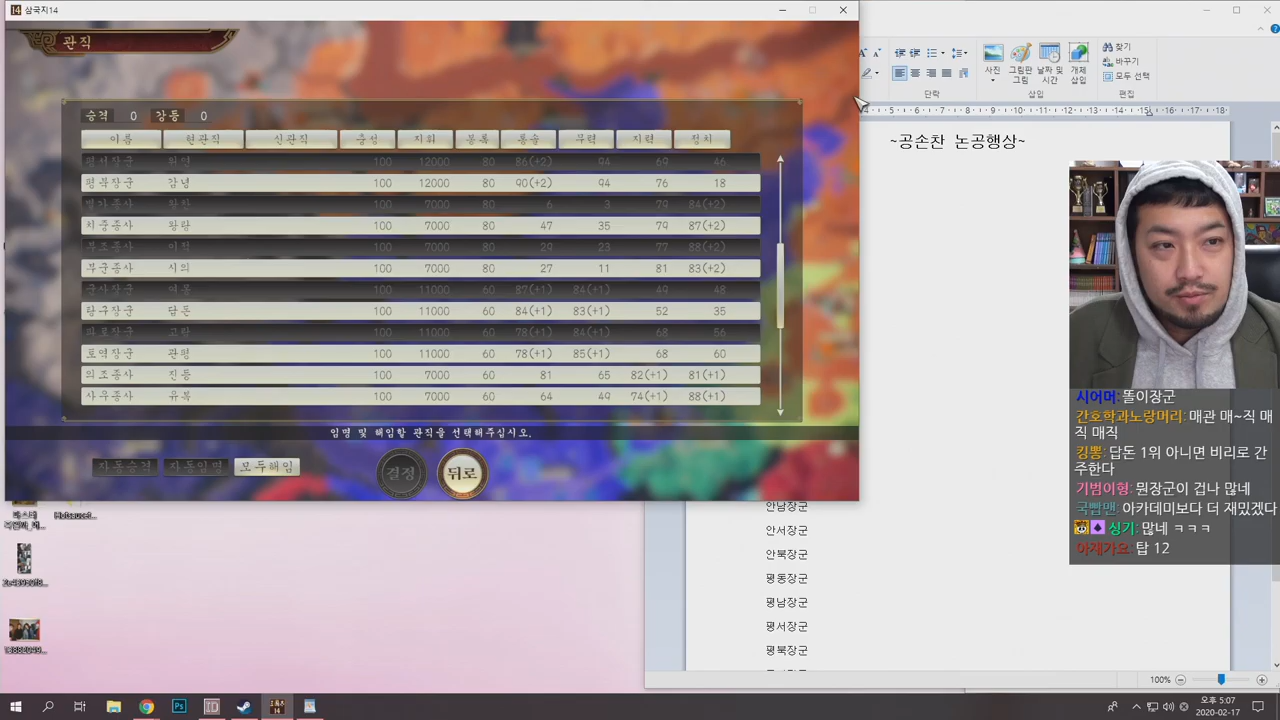 삼국지14
관직
승격 0 강등 0
이름 현관직 신관직 충성 지위 봉록 통솔 무력 지력 정치
평서장군 위연 100 12000 80 86(+2) 94 69 46
평북장군 감녕 100 12000 80 90(+2) 94 76 18
별가종사 왕찬 100 7000 80 6 3 79 84(+2)
치중종사 왕랑 100 7000 80 47 35 79 87(+2)
부조종사 이적 100 7000 80 29 23 77 88(+2)
부군종사 시의 100 7000 80 27 11 81 83(+2)
군사장군 여몽 100 11000 60 87(+1) 84(+1) 49 48
탕구장군 답돈 100 11000 60 84(+1) 83(+1) 52 35
파로장군 고람 100 11000 60 78(+1) 84(+1) 68 56
토역장군 관평 100 11000 60 78(+1) 85(+1) 68 60
의조종사 진등 100 7000 60 81 65 82(+1) 81(+1)
사우종사 유복 100 7000 60 64 49 74(+1) 88(+1)
임명 및 해임할 관직을 선택해주십시오.
자동승격 자동임명 모두해임 결정 뒤로
사진
그림판 그림
날짜 및 시간
개체 삽입
찾기
바꾸기
모두 선택
단락 삽입 편집
5 6 7 8 9 10 11 12 13 14 15 16 17 18
~공손찬 논공행상~
안남장군
안서장군
안북장군
평동장군
평남장군
평서장군
평북장군
100%
시어머: 똘이장군
간호학과노랑머리: 매관 매~직 매
직 매직
킹뽕: 답돈 1위 아니면 비리로 간
주한다
기범이형: 뭔장군이 겁나 많네
국빱맨: 아카데미보다 더 재밌겠다
싱기: 많네 ㅋㅋㅋ
아재가요: 탑 12
오후 5:07
2020-02-17